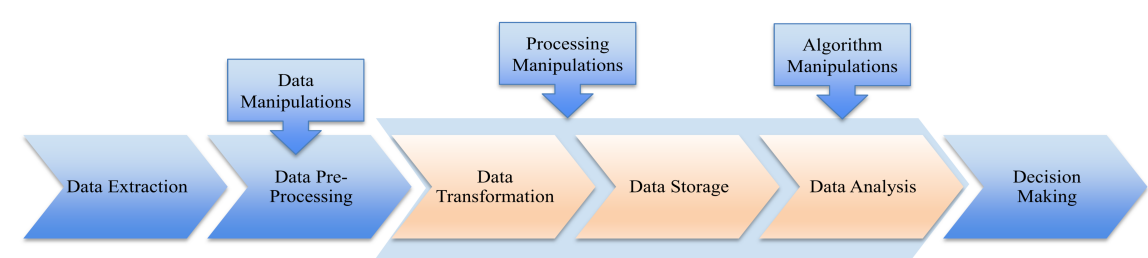 Data
Manipulations
Processing
Manipulations
Algorithm
Manipulations
Data Extraction
Data Pre-
Processing
Data
Transformation
Data Storage
Data Analysis
Decision
Making